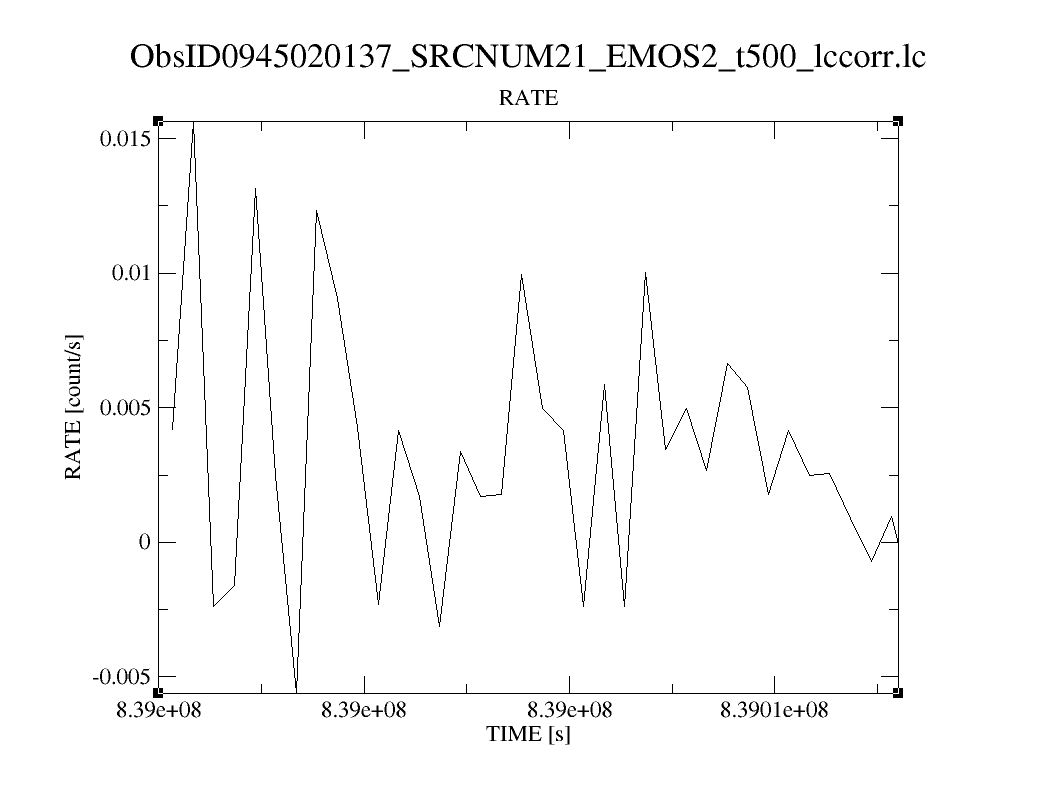 ObsID0945020137_SRCNUM21_EMOS2_t500_lccorr.lc
RATE
0.015
0.01
0.005
0
-0.005
RATE [count/s]
8.39e+08 8.39e+08 8.39e+08 8.3901e+08
TIME [s]